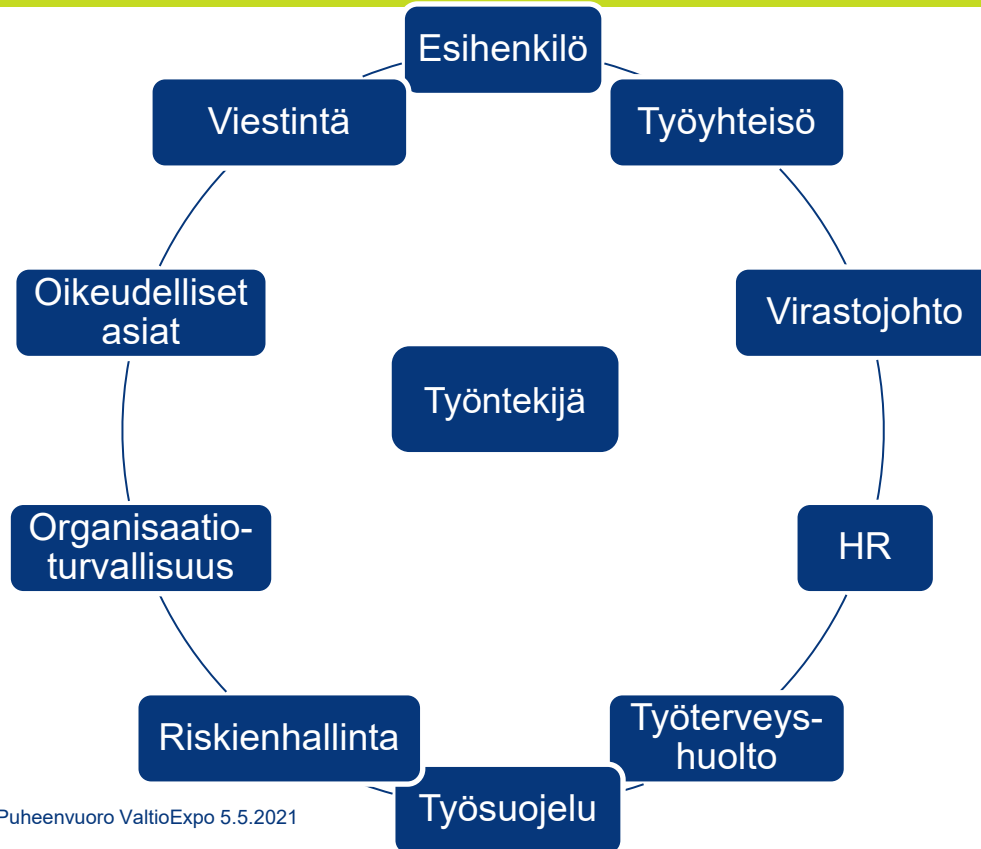 Esihenkilö
Viestintä
Työyhteisö
Oikeudelliset
asiat
Virastojohto
Työntekijä
Organisaatio-
turvallisuus
HR
Riskienhallinta
Työterveys-
huolto
Työsuojelu
Puheenvuoro ValtioExpo 5.5.2021